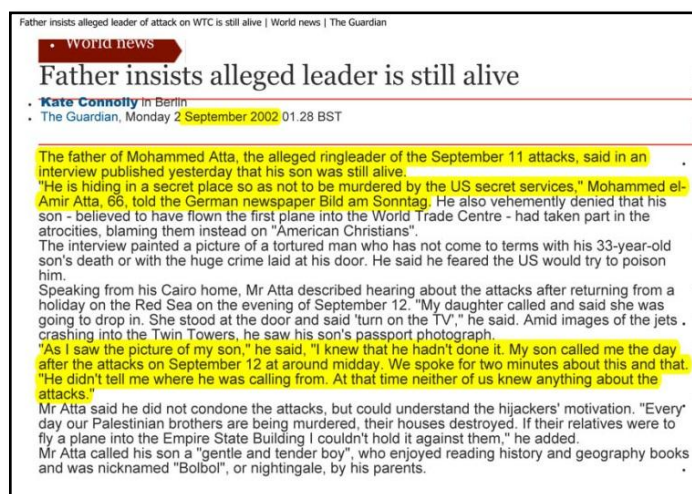 Father insists alleged leader of attack on WTC is still alive | World news | The Guardian
• World news
Father insists alleged leader is still alive
• Kate Connolly in Berlin
• The Guardian, Monday 2 September 2002 01.28 BST
The father of Mohammed Atta, the alleged ringleader of the September 11 attacks, said in an
interview published yesterday that his son was still alive.
"He is hiding in a secret place so as not to be murdered by the US secret services," Mohammed el-
Amir Atta, 66, told the German newspaper Bild am Sonntag. He also vehemently denied that his
son - believed to have flown the first plane into the World Trade Centre - had taken part in the
atrocities, blaming them instead on "American Christians".
The interview painted a picture of a tortured man who has not come to terms with his 33-year-old
son's death or with the huge crime laid at his door. He said he feared the US would try to poison
him.
Speaking from his Cairo home, Mr Atta described hearing about the attacks after returning from a
holiday on the Red Sea on the evening of September 12. "My daughter called and said she was
going to drop in. She stood at the door and said 'turn on the TV'," he said. Amid images of the jets
crashing into the Twin Towers, he saw his son's passport photograph.
"As I saw the picture of my son," he said, "I knew that he hadn't done it. My son called me the day
after the attacks on September 12 at around midday. We spoke for two minutes about this and that.
"He didn't tell me where he was calling from. At that time neither of us knew anything about the
attacks."
Mr Atta said he did not condone the attacks, but could understand the hijackers' motivation. "Every
day our Palestinian brothers are being murdered, their houses destroyed. If their relatives were to
fly a plane into the Empire State Building I couldn't hold it against them," he added.
Mr Atta called his son a "gentle and tender boy", who enjoyed reading history and geography books
and was nicknamed "Bolbol", or nightingale, by his parents.